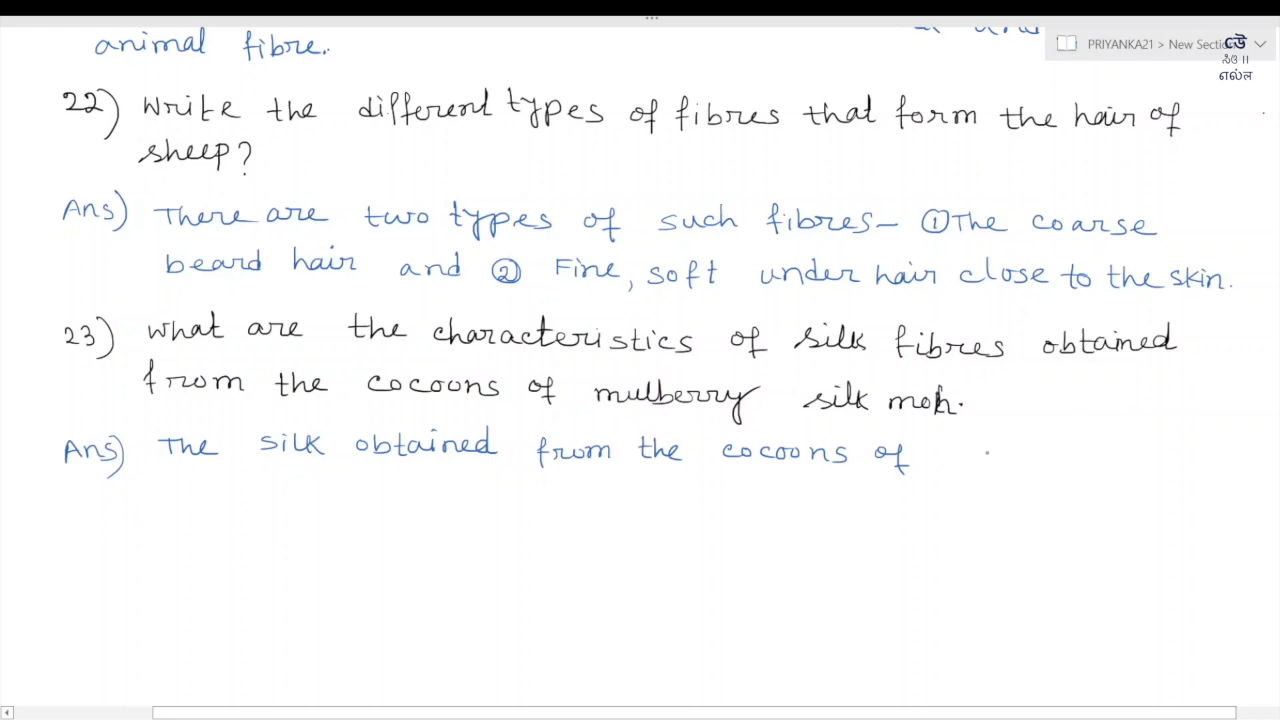 animal fibre.
PRIYANKA21 > New Section
22) Write the different types of fibres that form the hair of
sheep?
Ans) There are two types of such fibres- ① The coarse
beard hair and ② Fine, soft under hair close to the skin.
23) What are the characteristics of silk fibres obtained
from the cocoons of mulberry silk moh.
Ans) The silk obtained from the cocoons of